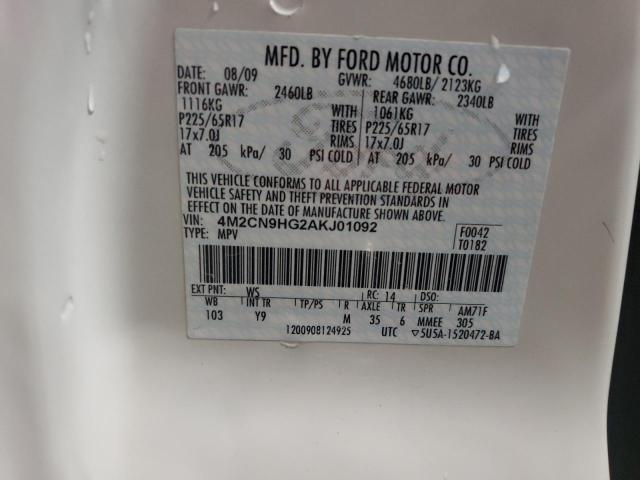 MFD. BY FORD MOTOR CO.
DATE: 08/09 GVWR: 4680LB/ 2123KG
FRONT GAWR: 2460LB REAR GAWR: 2340LB
1116KG WITH 1061KG WITH
P225/65R17 TIRES P225/65R17 TIRES
17x7.0J RIMS 17x7.0J RIMS
AT 205 kPa/ 30 PSI COLD AT 205 kPa/ 30 PSI COLD
THIS VEHICLE CONFORMS TO ALL APPLICABLE FEDERAL MOTOR
VEHICLE SAFETY AND THEFT PREVENTION STANDARDS IN
EFFECT ON THE DATE OF MANUFACTURE SHOWN ABOVE.
VIN: 4M2CN9HG2AKJ01092 F0042
TYPE: MPV T0182
EXT PNT: WS RC: 14 DSO:
WB INT TR TP/PS R AXLE TR SPR AM71F
103 Y9 M 35 6 MMEE 305
1200908124925 UTC ▽5U5A-1520472-BA